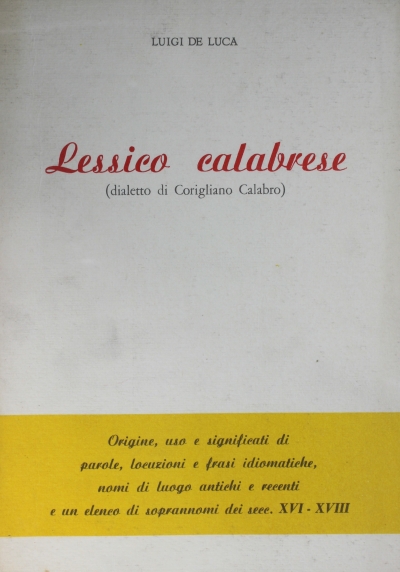 LUIGI DE LUCA
Lessico calabrese
(dialetto di Corigliano Calabro)
Origine, uso e significati di
parole, locuzioni e frasi idiomatiche,
nomi di luogo antichi e recenti
e un elenco di soprannomi dei secc. XVI - XVIII